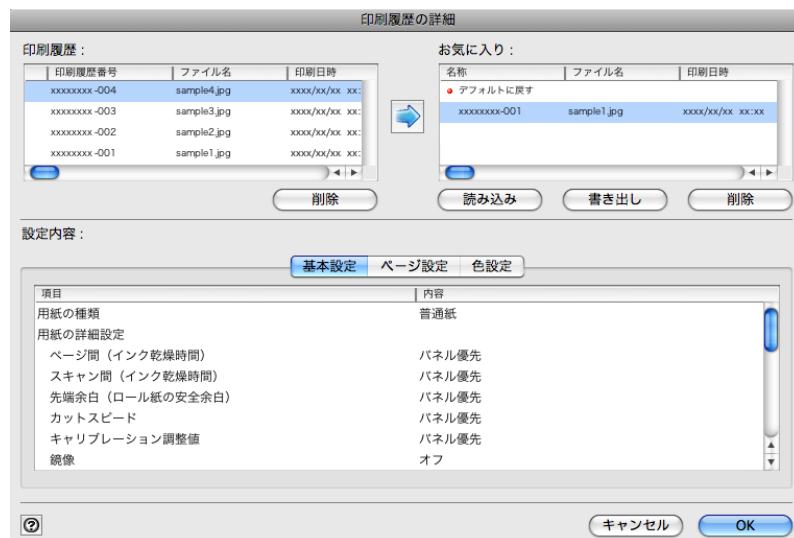 印刷履歴の詳細
印刷履歴： お気に入り：
印刷履歴番号 ファイル名 印刷日時 名称 ファイル名 印刷日時
xxxxxxxx -004 sample4.jpg xxxx/xx/xx xx: デフォルトに戻す
xxxxxxxx -003 sample3.jpg xxxx/xx/xx xx: xxxxxxxx-001 sample1.jpg xxxx/xx/xx xx:xx
xxxxxxxx -002 sample2.jpg xxxx/xx/xx xx:
xxxxxxxx -001 sample1.jpg xxxx/xx/xx xx:
削除 読み込み 書き出し 削除
設定内容：
基本設定 ページ設定 色設定
項目 内容
用紙の種類 普通紙
用紙の詳細設定
ページ間（インク乾燥時間） パネル優先
スキャン間（インク乾燥時間） パネル優先
先端余白（ロール紙の安全余白） パネル優先
カットスピード パネル優先
キャリブレーション調整値 パネル優先
鏡像 オフ
? キャンセル OK